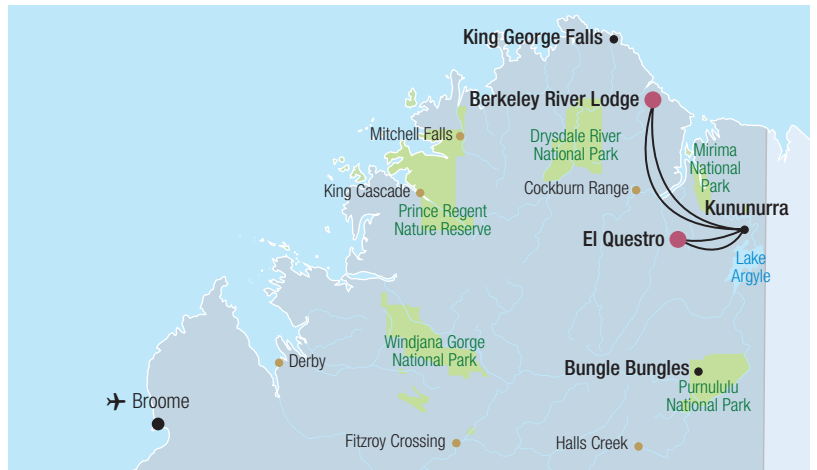 King George Falls
Berkeley River Lodge
Mitchell Falls
Drysdale River
National Park
Mirima
National
Park
King Cascade
Cockburn Range
Prince Regent
Nature Reserve
Kununurra
El Questro
Lake
Argyle
Windjana Gorge
National Park
Derby
Bungle Bungles
Purnululu
National Park
Broome
Fitzroy Crossing
Halls Creek